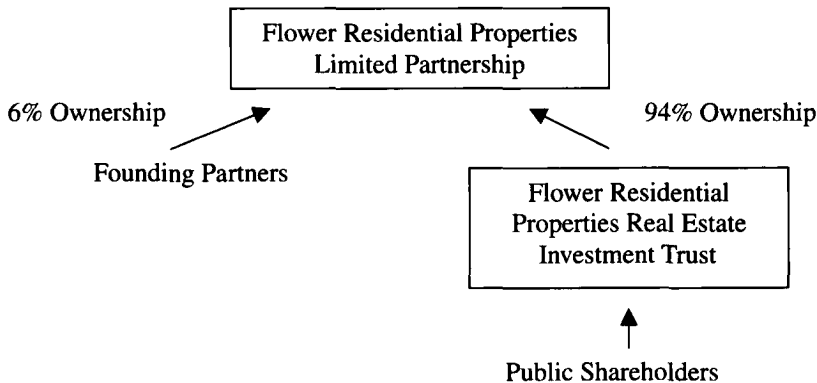 Flower Residential Properties
Limited Partnership
6% Ownership
94% Ownership
Founding Partners
Flower Residential
Properties Real Estate
Investment Trust
Public Shareholders